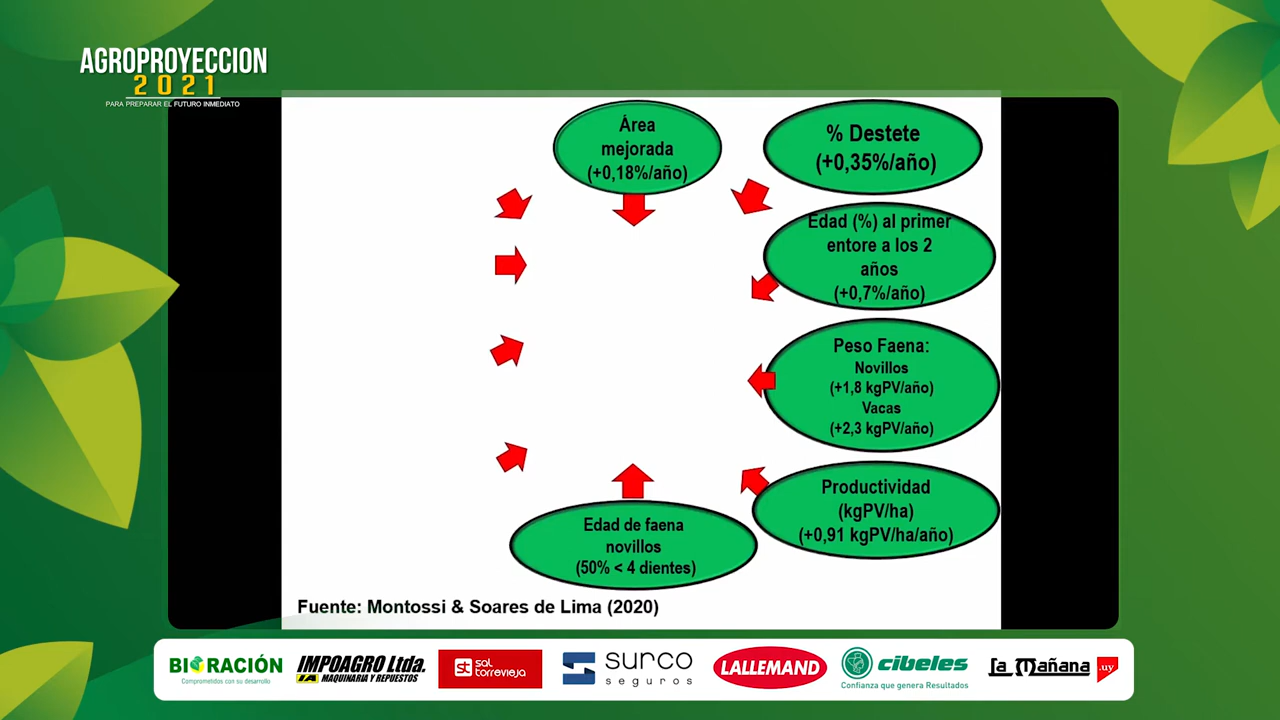 AGROPROYECCION
2021
PARA PREPARAR EL FUTURO INMEDIATO
Área
mejorada
(+0,18%/año)
% Destete
(+0,35%/año)
Edad (%) al primer
entore a los 2
años
(+0,7%/año)
Peso Faena:
Novillos
(+1,8 kgPV/año)
Vacas
(+2,3 kgPV/año)
Productividad
(kgPV/ha)
(+0,91 kgPV/ha/año)
Edad de faena
novillos
(50% < 4 dientes)
Fuente: Montossi & Soares de Lima (2020)
BIORACIÓN
Comprometidos con su desarrollo
IMPOAGRO Ltda.
IA MAQUINARIA Y REPUESTOS
st sal
torrevieja
surco
seguros
LALLEMAND
cibeles
Confianza que genera Resultados
La Mañana .uy